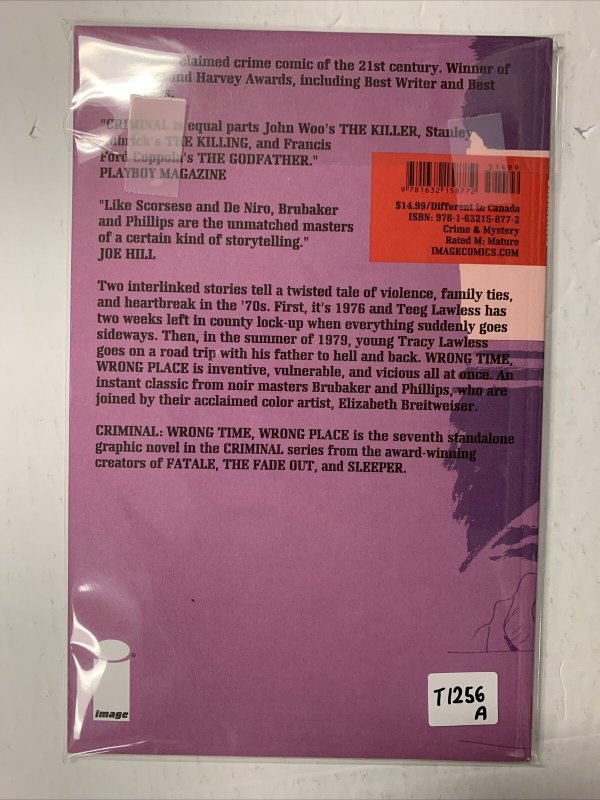 claimed crime comic of the 21st century. Winner of
and Harvey Awards, including Best Writer and Best
"CRIMINAL is equal parts John Woo's THE KILLER, Stanley
Kubrick's THE KILLING, and Francis
Ford Coppola's THE GODFATHER."
PLAYBOY MAGAZINE
51499
9 781632 158772
$14.99/Different in Canada
ISBN: 978-1-63215-877-2
Crime & Mystery
Rated M: Mature
IMAGECOMICS.COM
"Like Scorsese and De Niro, Brubaker
and Phillips are the unmatched masters
of a certain kind of storytelling."
JOE HILL
Two interlinked stories tell a twisted tale of violence, family ties,
and heartbreak in the '70s. First, it's 1976 and Teeg Lawless has
two weeks left in county lock-up when everything suddenly goes
sideways. Then, in the summer of 1979, young Tracy Lawless
goes on a road trip with his father to hell and back. WRONG TIME,
WRONG PLACE is inventive, vulnerable, and vicious all at once. An
instant classic from noir masters Brubaker and Phillips, who are
joined by their acclaimed color artist, Elizabeth Breitweiser.
CRIMINAL: WRONG TIME, WRONG PLACE is the seventh standalone
graphic novel in the CRIMINAL series from the award-winning
creators of FATALE, THE FADE OUT, and SLEEPER.
image
®
T1256
A